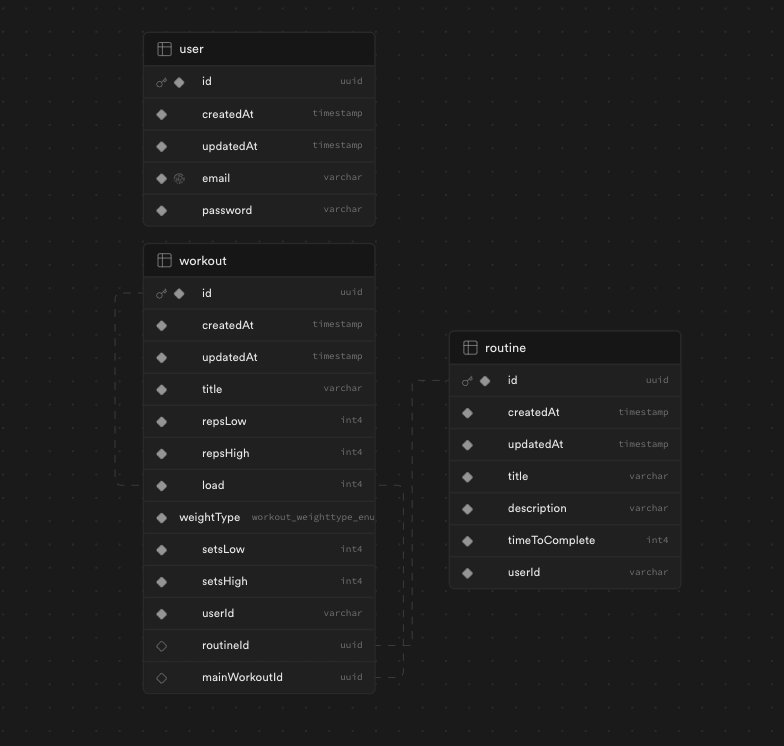 user
id uuid
createdAt timestamp
updatedAt timestamp
email varchar
password varchar
workout
id uuid
createdAt timestamp
updatedAt timestamp
title varchar
repsLow int4
repsHigh int4
load int4
weightType workout_weighttype_enu
setsLow int4
setsHigh int4
userId varchar
routineId uuid
mainWorkoutId uuid
routine
id uuid
createdAt timestamp
updatedAt timestamp
title varchar
description varchar
timeToComplete int4
userId varchar